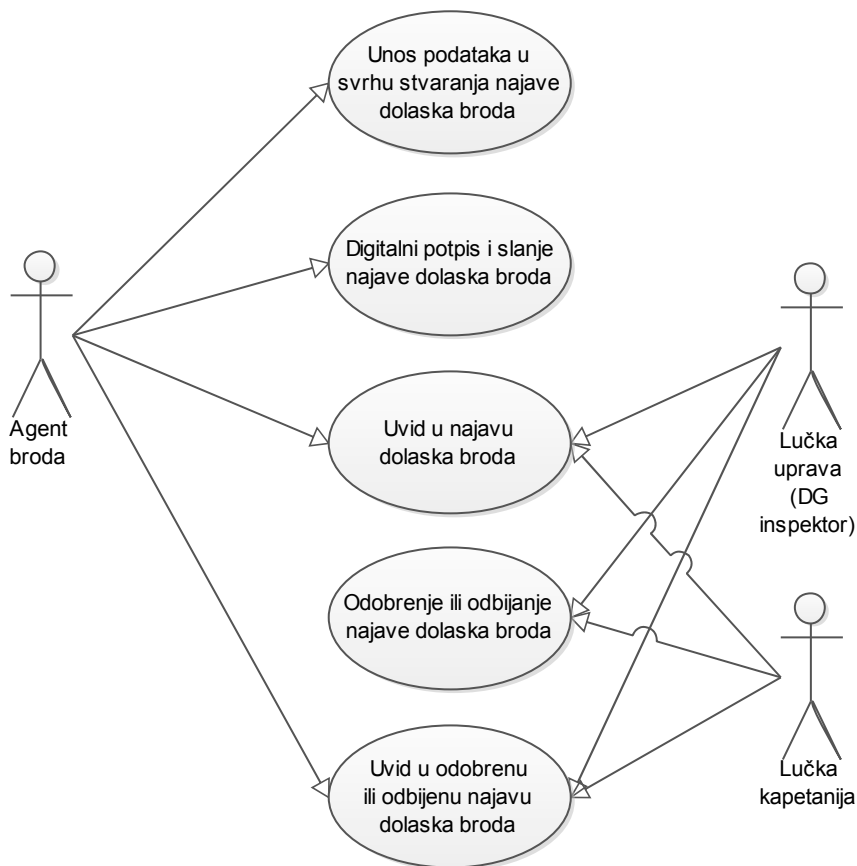 Unos podataka u
svrhu stvaranja najave
dolaska broda
Digitalni potpis i slanje
najave dolaska broda
Agent
broda
Uvid u najavu
dolaska broda
Lučka
uprava
(DG
inspektor)
Odobrenje ili odbijanje
najave dolaska broda
Uvid u odobrenu
ili odbijenu najavu
dolaska broda
Lučka
kapetanija